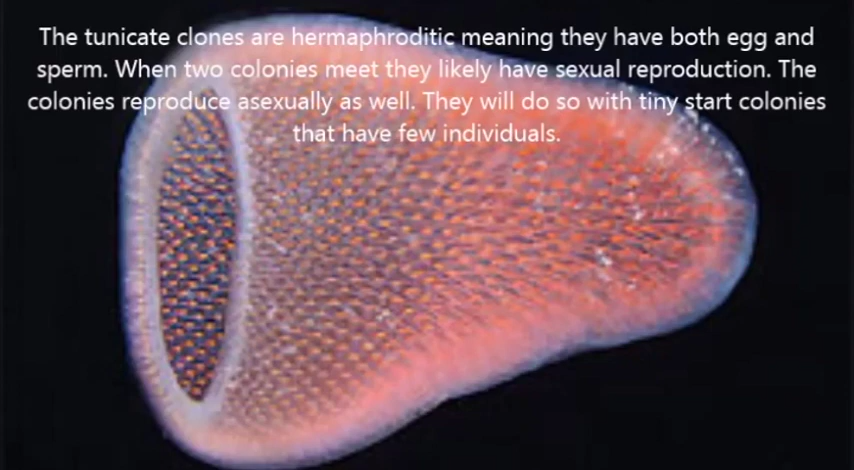 The tunicate clones are hermaphroditic meaning they have both egg and
sperm. When two colonies meet they likely have sexual reproduction. The
colonies reproduce asexually as well. They will do so with tiny start colonies
that have few individuals.